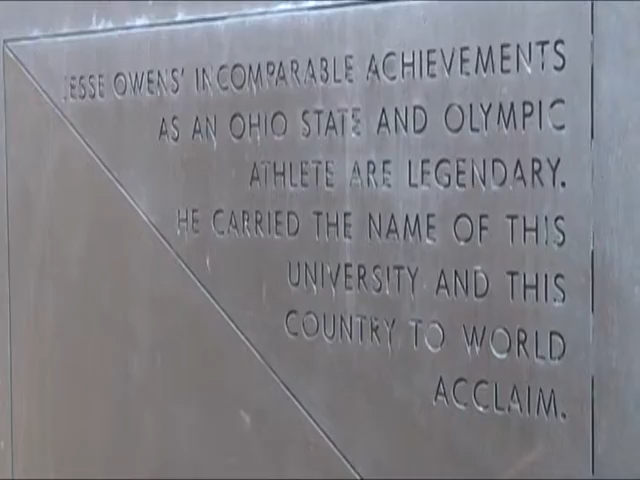 JESSE OWENS' INCOMPARABLE ACHIEVEMENTS
AS AN OHIO STATE AND OLYMPIC
ATHLETE ARE LEGENDARY.
HE CARRIED THE NAME OF THIS
UNIVERSITY AND THIS
COUNTRY TO WORLD
ACCLAIM.